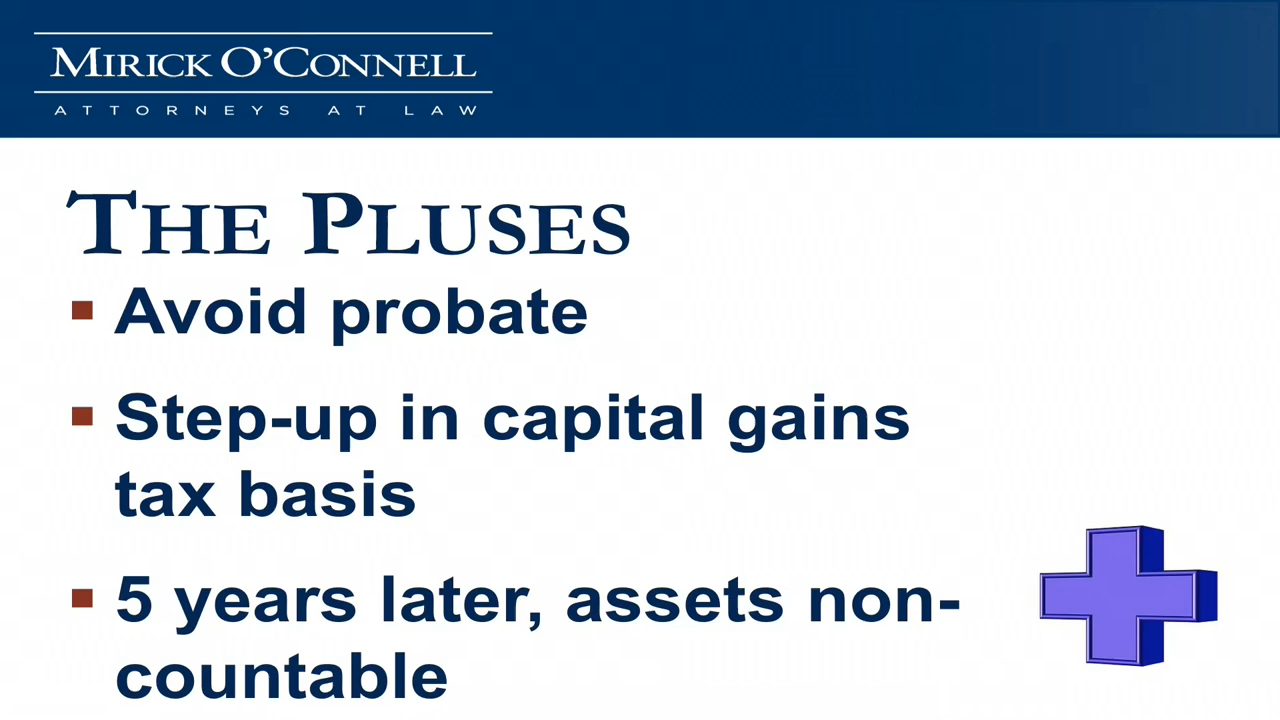 MIRICK O'CONNELL
ATTORNEYS AT LAW
THE PLUSES
▪ Avoid probate
▪ Step-up in capital gains
tax basis
▪ 5 years later, assets non-
countable